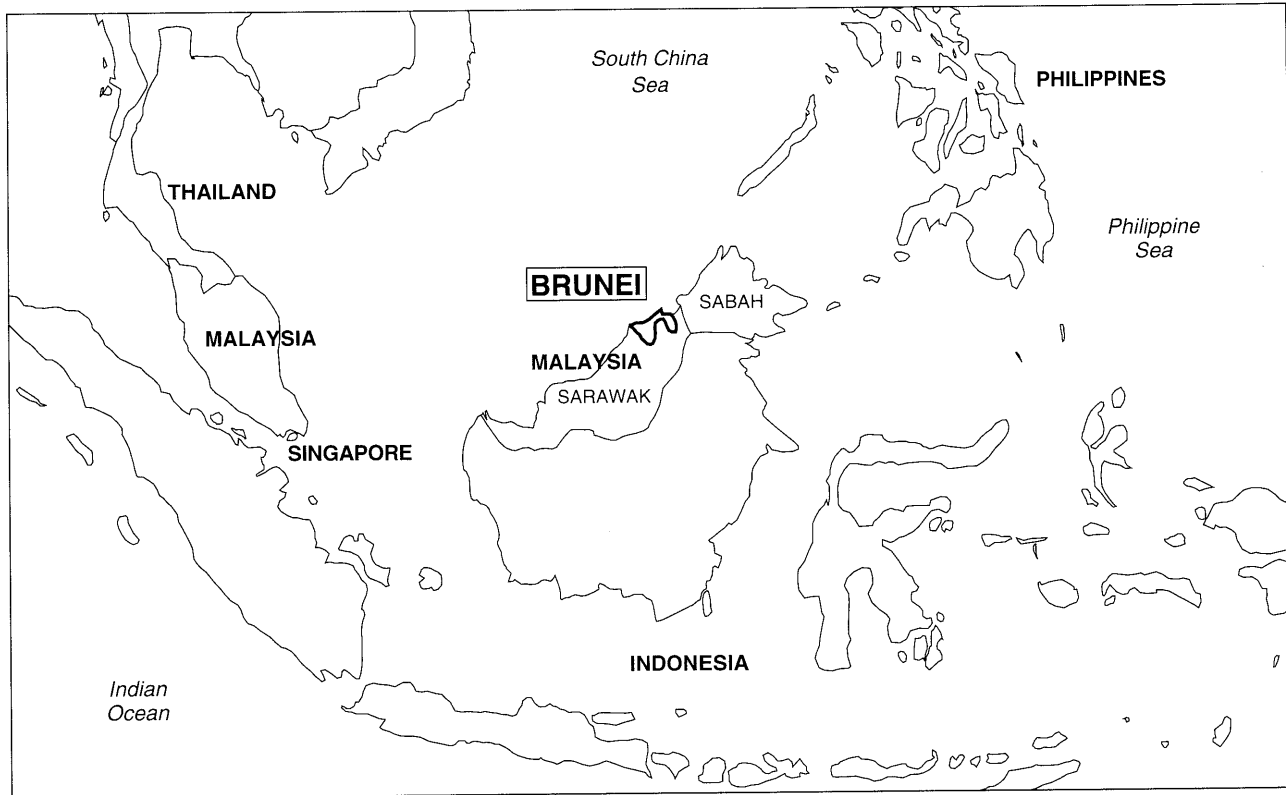 South China
Sea
PHILIPPINES
THAILAND
Philippine
Sea
BRUNEI
SABAH
MALAYSIA
MALAYSIA
SARAWAK
SINGAPORE
INDONESIA
Indian
Ocean